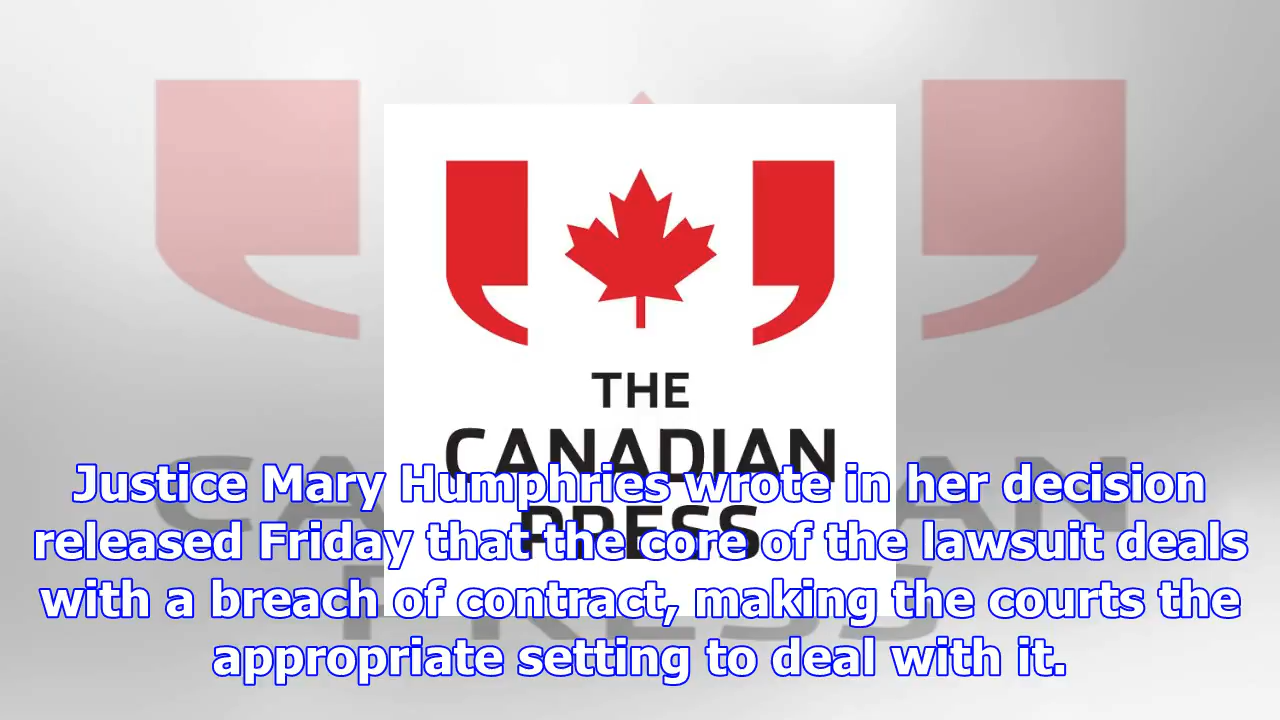 THE
CANADIAN
PRESS
Justice Mary Humphries wrote in her decision
released Friday that the core of the lawsuit deals
with a breach of contract, making the courts the
appropriate setting to deal with it.